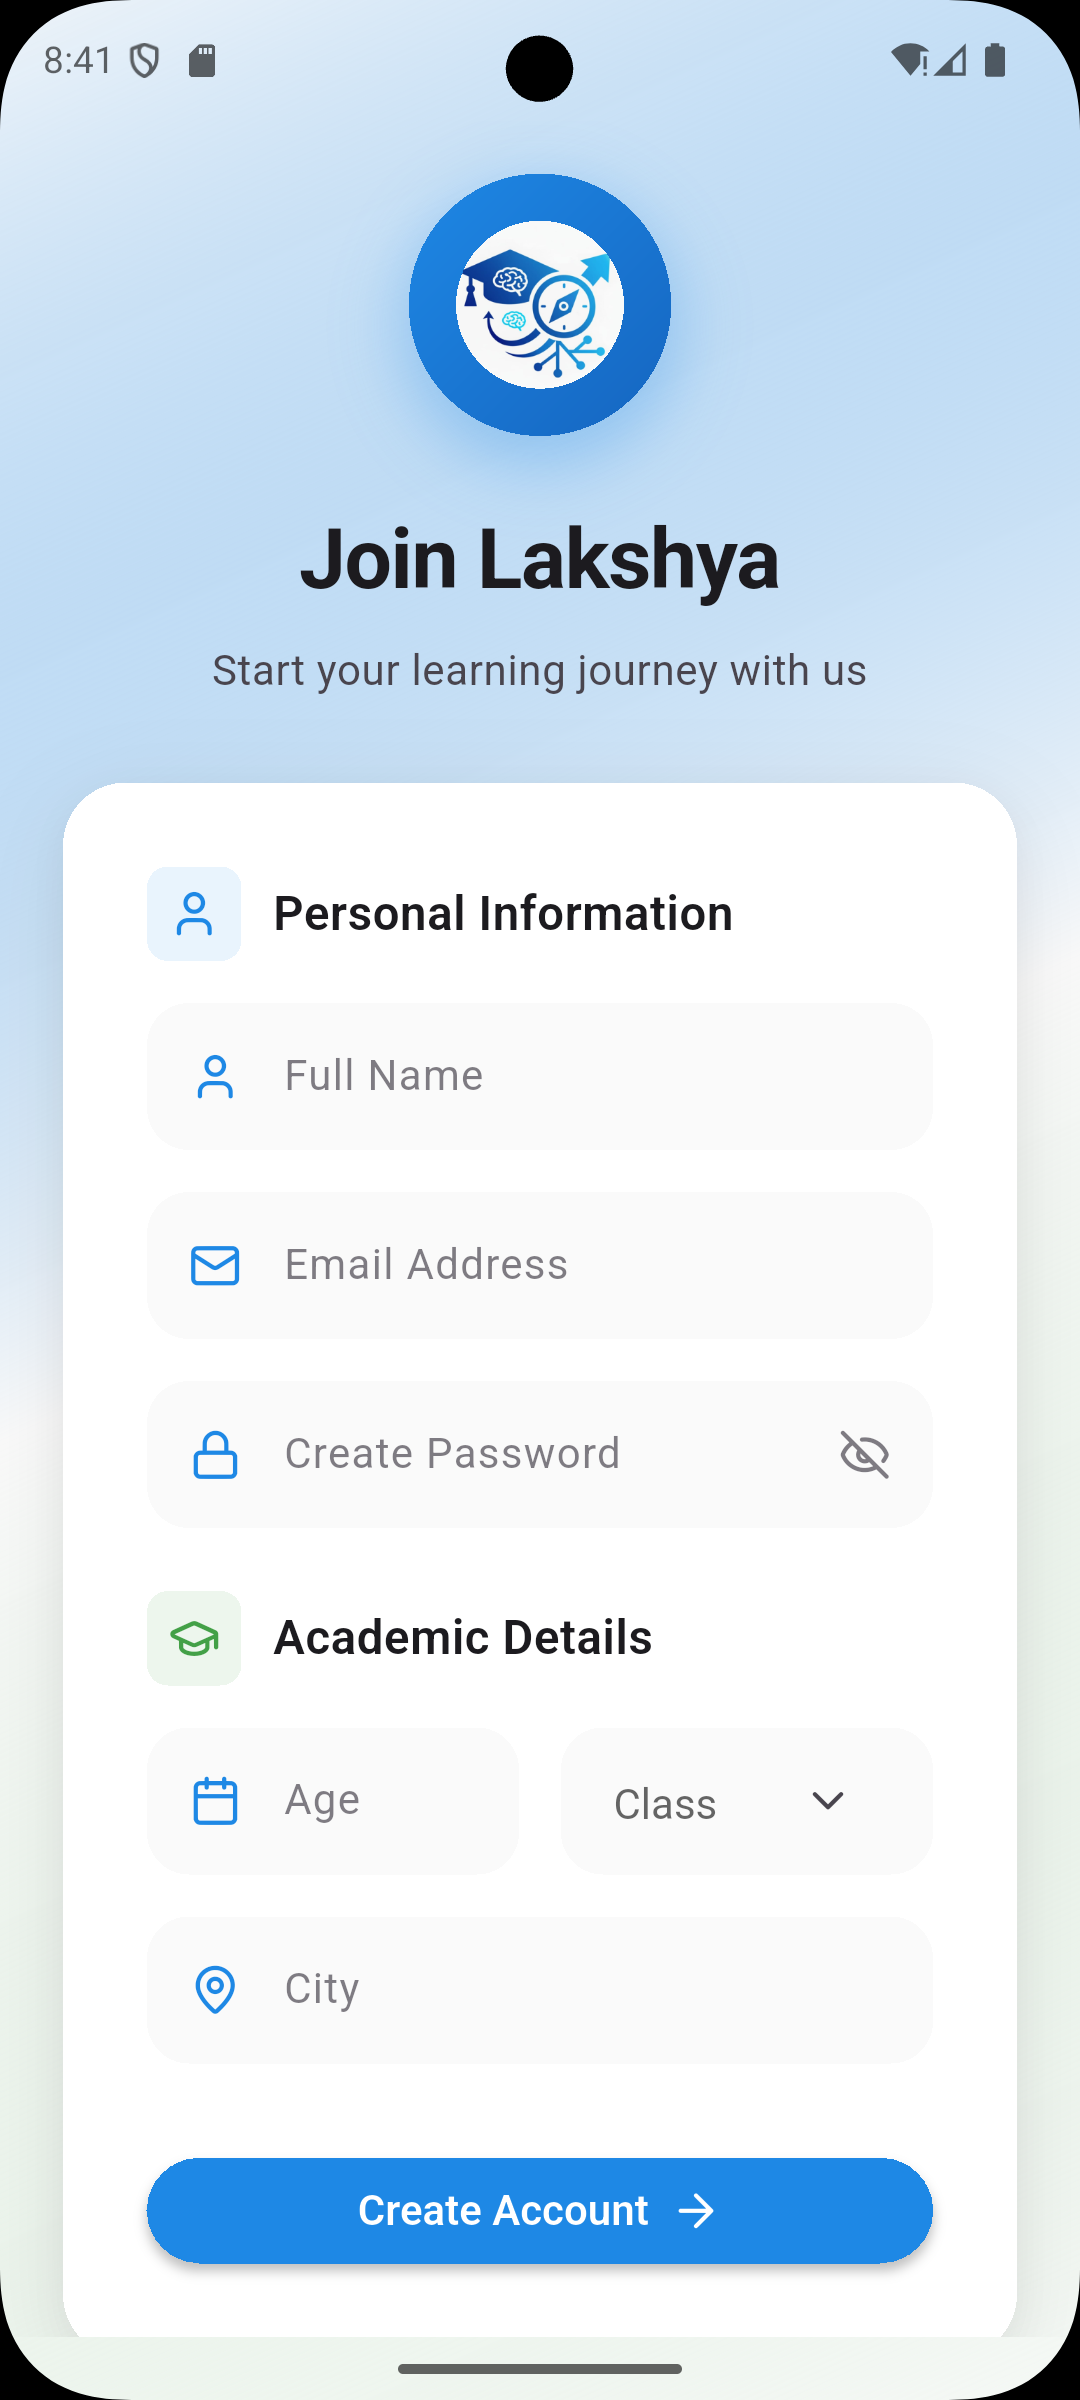 8:41
Join Lakshya
Start your learning journey with us
Personal Information
Full Name
Email Address
Create Password
Academic Details
Age
Class
City
Create Account